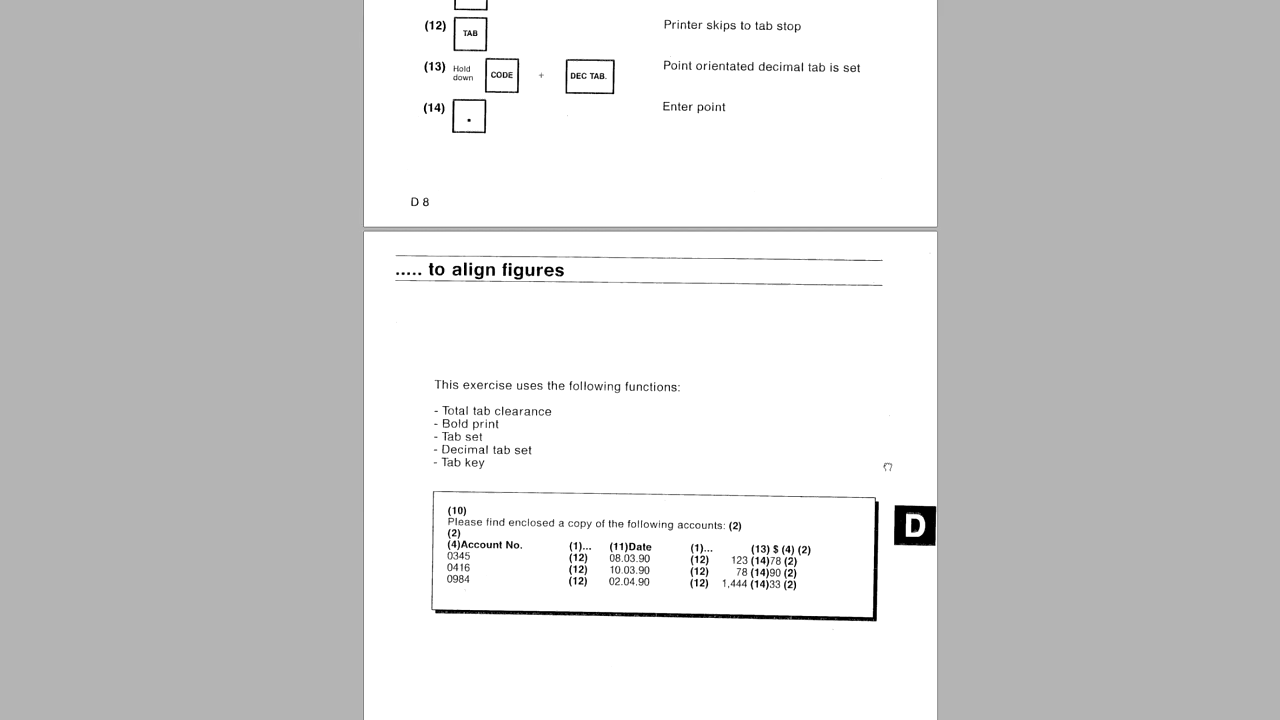 (12) TAB Printer skips to tab stop
(13) Hold down CODE + DEC TAB. Point orientated decimal tab is set
(14) . Enter point
D 8
..... to align figures
This exercise uses the following functions:
- Total tab clearance
- Bold print
- Tab set
- Decimal tab set
- Tab key
(10)
Please find enclosed a copy of the following accounts: (2)
(2)
(4)Account No. (1)... (11)Date (1)... (13) $ (4) (2)
0345 (12) 08.03.90 (12) 123 (14)78 (2)
0416 (12) 10.03.90 (12) 78 (14)90 (2)
0984 (12) 02.04.90 (12) 1,444 (14)33 (2)
D